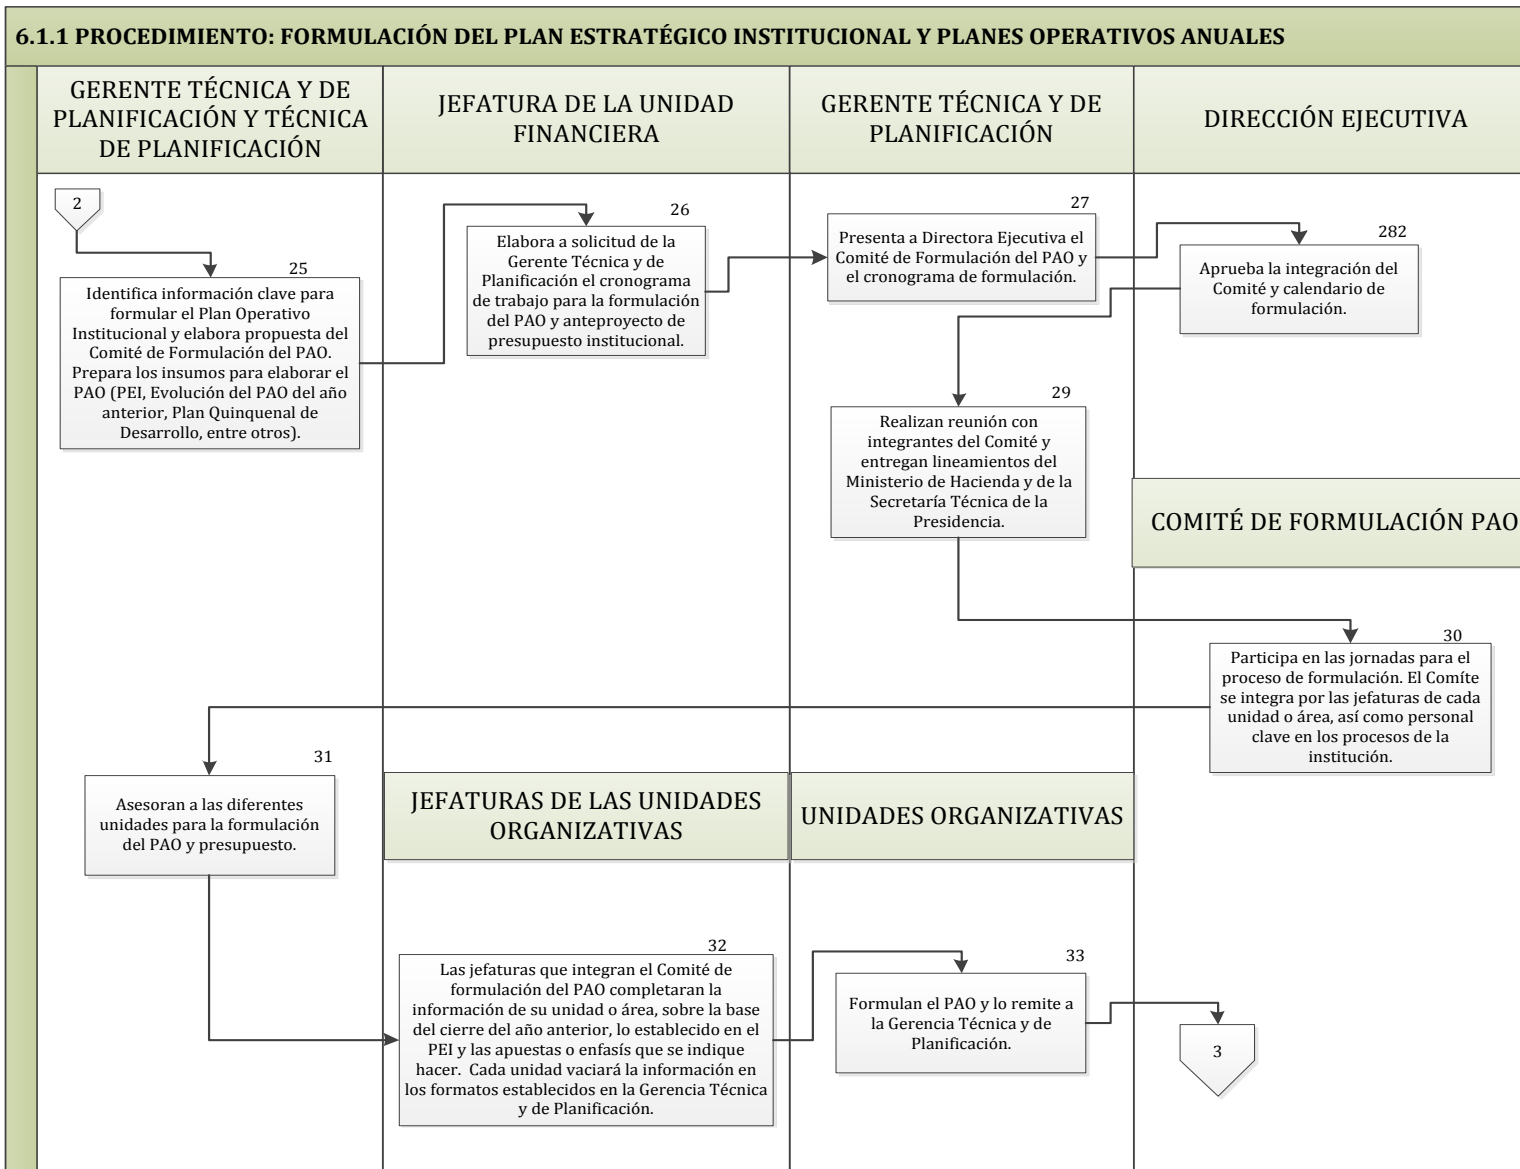 6.1.1 PROCEDIMIENTO: FORMULACIÓN DEL PLAN ESTRATÉGICO INSTITUCIONAL Y PLANES OPERATIVOS ANUALES
GERENTE TÉCNICA Y DE
PLANIFICACIÓN Y TÉCNICA
DE PLANIFICACIÓN
JEFATURA DE LA UNIDAD
FINANCIERA
GERENTE TÉCNICA Y DE
PLANIFICACIÓN
DIRECCIÓN EJECUTIVA
2
25
Identifica información clave para
formular el Plan Operativo
Institucional y elabora propuesta del
Comité de Formulación del PAO.
Prepara los insumos para elaborar el
PAO (PEI, Evolución del PAO del año
anterior, Plan Quinquenal de
Desarrollo, entre otros).
26
Elabora a solicitud de la
Gerente Técnica y de
Planificación el cronograma
de trabajo para la formulación
del PAO y anteproyecto de
presupuesto institucional.
27
Presenta a Directora Ejecutiva el
Comité de Formulación del PAO y
el cronograma de formulación.
282
Aprueba la integración del
Comité y calendario de
formulación.
29
Realizan reunión con
integrantes del Comité y
entregan lineamientos del
Ministerio de Hacienda y de la
Secretaría Técnica de la
Presidencia.
COMITÉ DE FORMULACIÓN PAO
30
Participa en las jornadas para el
proceso de formulación. El Comíte
se integra por las jefaturas de cada
unidad o área, así como personal
clave en los procesos de la
institución.
31
Asesoran a las diferentes
unidades para la formulación
del PAO y presupuesto.
JEFATURAS DE LAS UNIDADES
ORGANIZATIVAS
UNIDADES ORGANIZATIVAS
32
Las jefaturas que integran el Comité de
formulación del PAO completaran la
información de su unidad o área, sobre la base
del cierre del año anterior, lo establecido en el
PEI y las apuestas o enfasís que se indique
hacer.  Cada unidad vaciará la información en
los formatos establecidos en la Gerencia Técnica
y de Planificación.
33
Formulan el PAO y lo remite a
la Gerencia Técnica y de
Planificación.
3